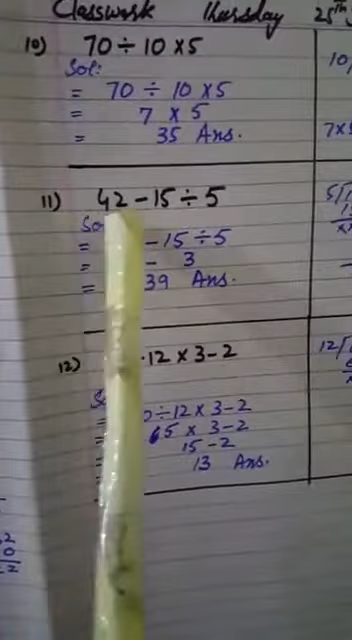 Classwork Thursday 25th
10) 70 ÷ 10 × 5
Sol:
= 70 ÷ 10 × 5
= 7 × 5
= 35 Ans.
7×5
11) 42 - 15 ÷ 5
= - 15 ÷ 5
= - 3
= 39 Ans.
12) 12 × 3 - 2
÷ 12 × 3 - 2
5 × 3 - 2
15 - 2
13 Ans.